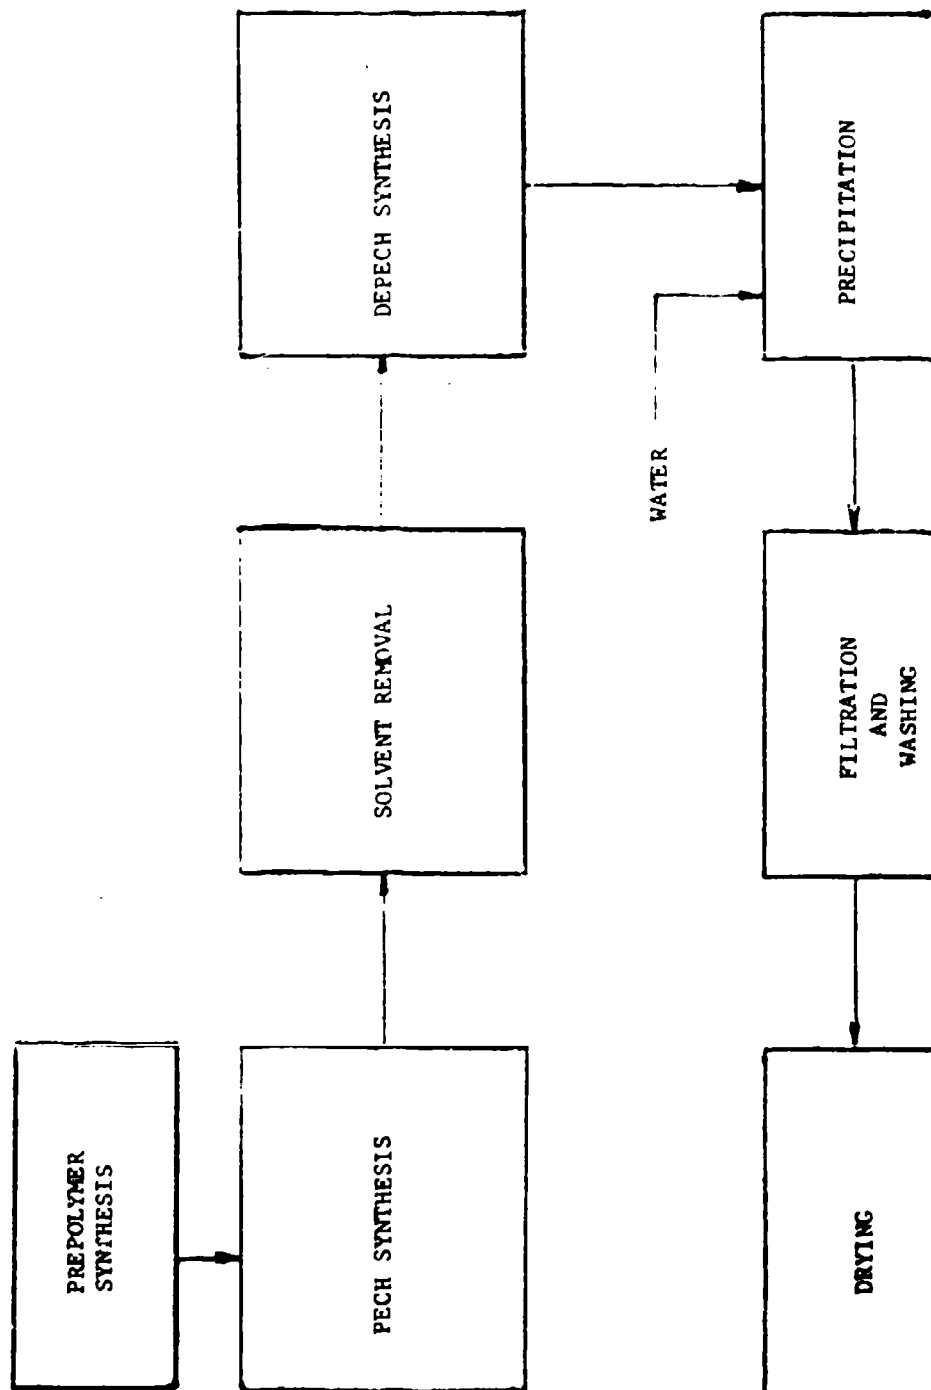 PREPOLYMER
SYNTHESIS
PECH SYNTHESIS
SOLVENT REMOVAL
DEPECH SYNTHESIS
WATER
PRECIPITATION
FILTRATION
AND
WASHING
DRYING